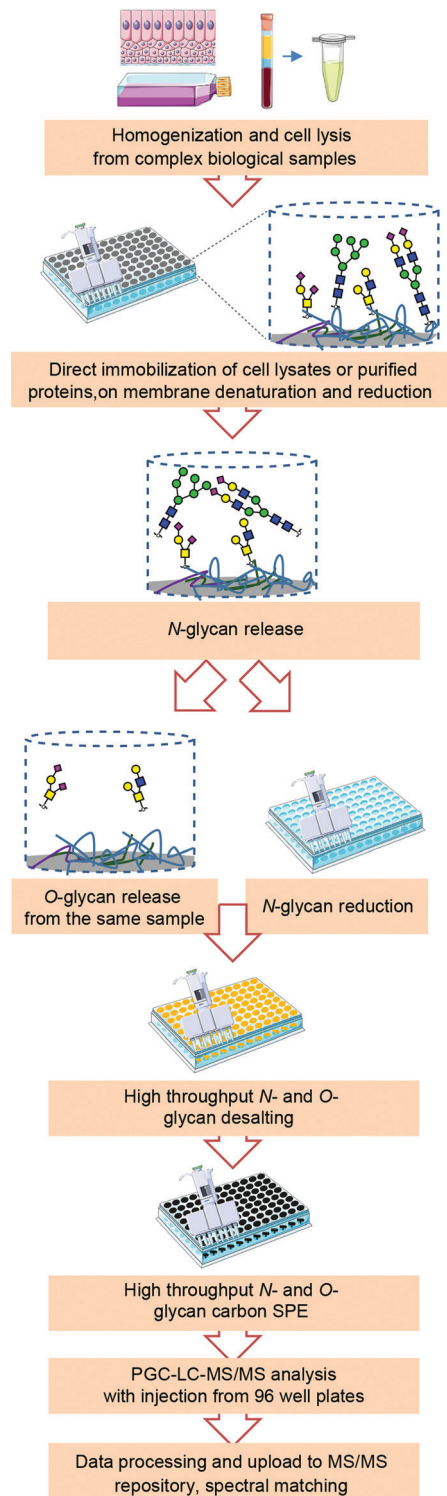 Homogenization and cell lysis
from complex biological samples
Direct immobilization of cell lysates or purified
proteins,on membrane denaturation and reduction
N-glycan release
O-glycan release
from the same sample
N-glycan reduction
High throughput N- and O-
glycan desalting
High throughput N- and O-
glycan carbon SPE
PGC-LC-MS/MS analysis
with injection from 96 well plates
Data processing and upload to MS/MS
repository, spectral matching